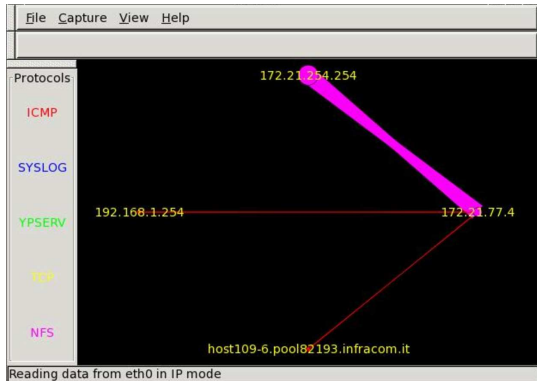 File Capture View Help
Protocols
ICMP
SYSLOG
YPSERV
TCP
NFS
172.21.254.254
192.168.1.254
172.21.77.4
host109-6.pool82193.infracom.it
Reading data from eth0 in IP mode